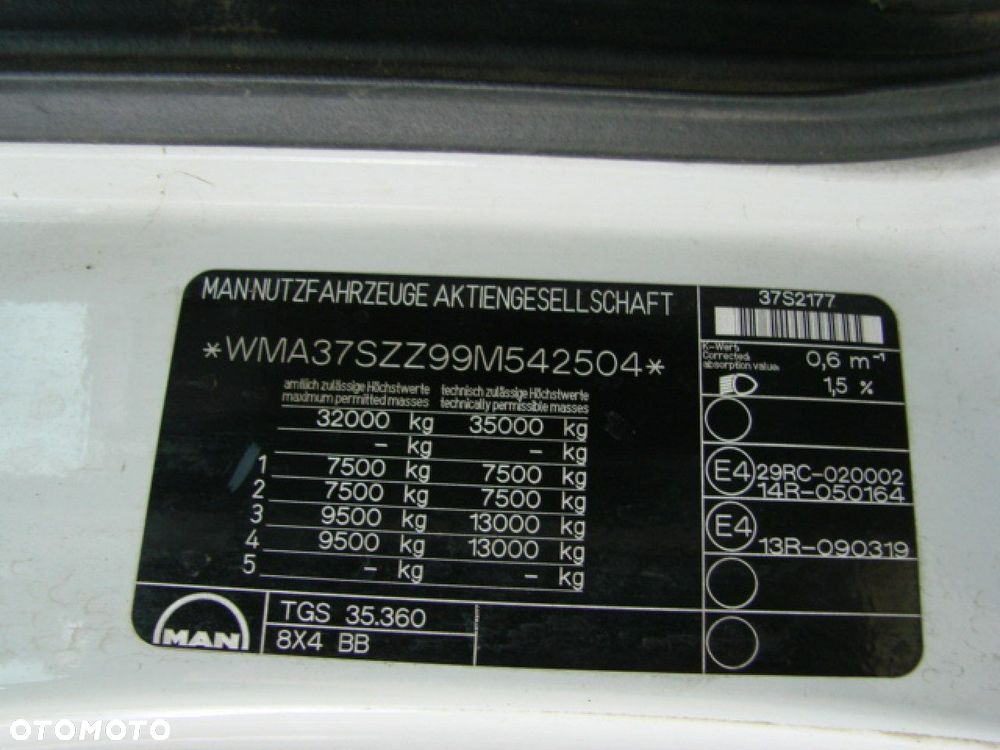 MAN-NUTZFAHRZEUGE AKTIENGESELLSCHAFT
*WMA37SZZ99M542504*
amtlich zulässige Höchstwerte technisch zulässige Höchstwerte
maximum permitted masses technically permissible masses
32000 kg 35000 kg
- kg - kg
1 7500 kg 7500 kg
2 7500 kg 7500 kg
3 9500 kg 13000 kg
4 9500 kg 13000 kg
5 - kg - kg
MAN
TGS 35.360
8X4 BB
37S2177
K-Wert:
Corrected absorption value: 0,6 m⁻¹
1,5 %
E4 29RC-020002
14R-050164
E4 13R-090319
OTOMOTO